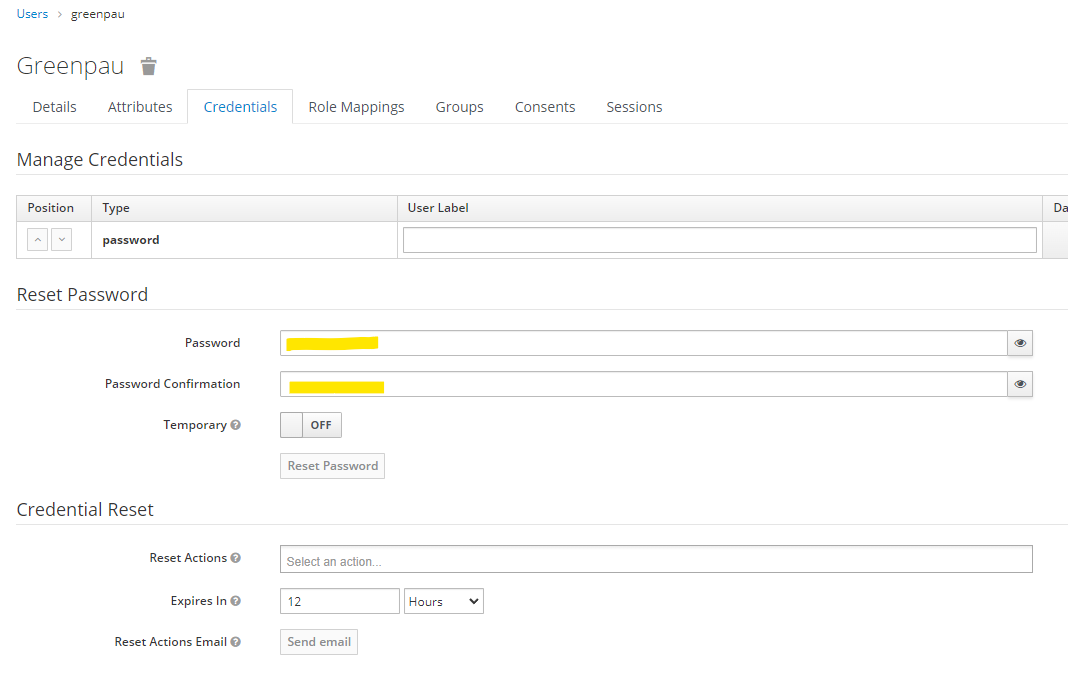 Users > greenpau
Greenpau
Details Attributes Credentials Role Mappings Groups Consents Sessions
Manage Credentials
Position Type User Label Da
password
Reset Password
Password
Password Confirmation
Temporary OFF
Reset Password
Credential Reset
Reset Actions Select an action...
Expires In 12 Hours
Reset Actions Email Send email